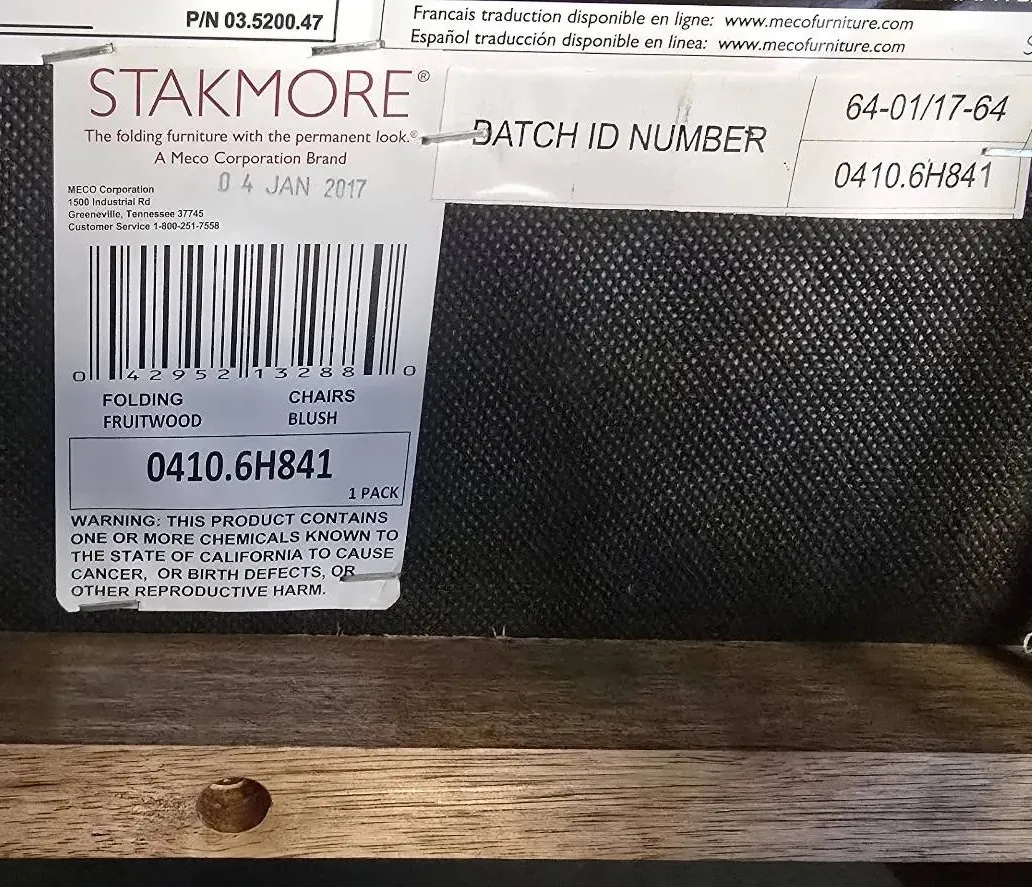 P/N 03.5200.47
Francais traduction disponible en ligne: www.mecofurniture.com
Español traducción disponible en linea: www.mecofurniture.com
STAKMORE®
The folding furniture with the permanent look.®
A Meco Corporation Brand
04 JAN 2017
MECO Corporation
1500 Industrial Rd
Greeneville, Tennessee 37745
Customer Service 1-800-251-7558
0 42952 13288 0
FOLDING CHAIRS
FRUITWOOD BLUSH
0410.6H841
1 PACK
WARNING: THIS PRODUCT CONTAINS
ONE OR MORE CHEMICALS KNOWN TO
THE STATE OF CALIFORNIA TO CAUSE
CANCER, OR BIRTH DEFECTS, OR
OTHER REPRODUCTIVE HARM.
BATCH ID NUMBER
64-01/17-64
0410.6H841